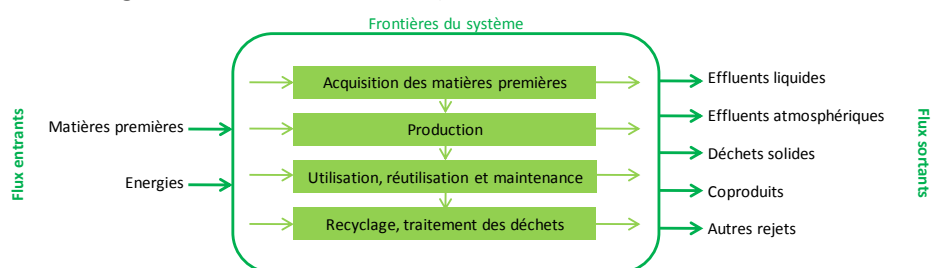 Frontières du système
Flux entrants
Matières premières
Energies
Acquisition des matières premières
Production
Utilisation, réutilisation et maintenance
Recyclage, traitement des déchets
Effluents liquides
Effluents atmosphériques
Déchets solides
Coproduits
Autres rejets
Flux sortants